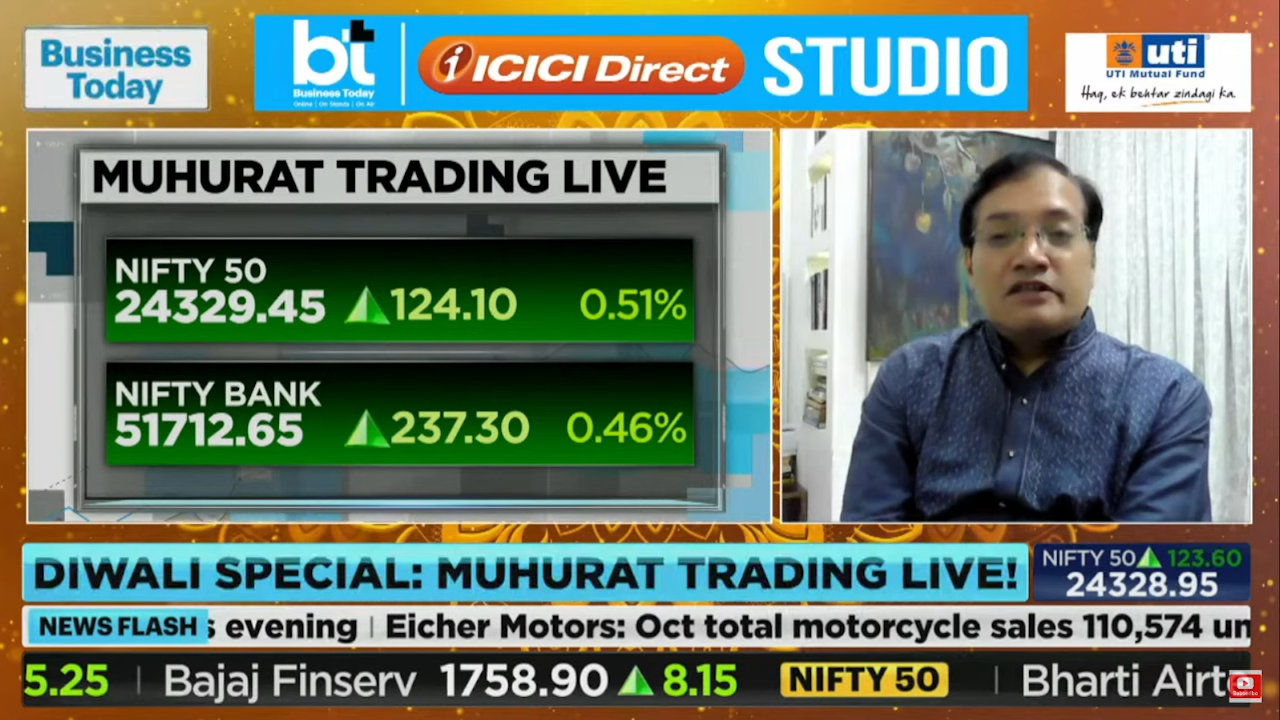 Business
Today
bt
Business Today
Online | On Stands | On Air
i ICICI Direct
STUDIO
uti
UTI Mutual Fund
Haq, ek behtar zindagi ka.
MUHURAT TRADING LIVE
NIFTY 50
24329.45 ▲124.10 0.51%
NIFTY BANK
51712.65 ▲237.30 0.46%
DIWALI SPECIAL: MUHURAT TRADING LIVE!
NIFTY 50▲ 123.60
24328.95
NEWS FLASH s evening | Eicher Motors: Oct total motorcycle sales 110,574 un
5.25 | Bajaj Finserv 1758.90 ▲ 8.15 NIFTY 50 | Bharti Airt
Subscribe